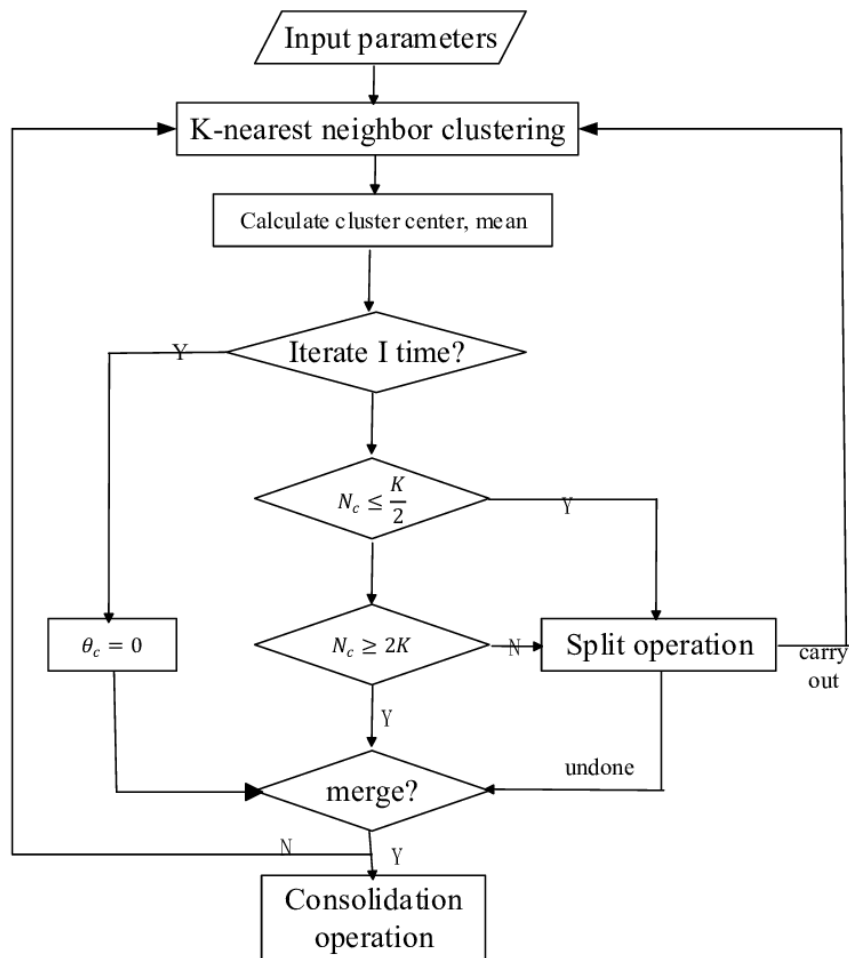 Input parameters
K-nearest neighbor clustering
Calculate cluster center, mean
Iterate I time?
Y
N_c ≤ K/2
Y
θ_c = 0
N_c ≥ 2K
N
Split operation
carry
out
Y
undone
merge?
N
Y
Consolidation
operation